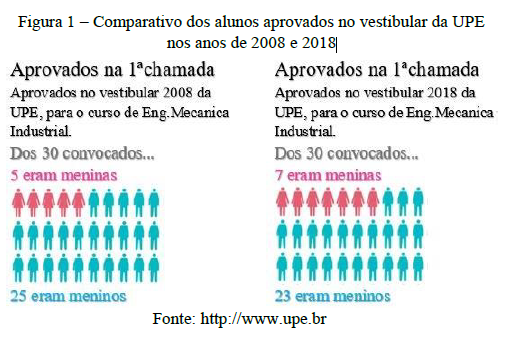 Figura 1 – Comparativo dos alunos aprovados no vestibular da UPE
nos anos de 2008 e 2018
Aprovados na 1ªchamada
Aprovados no vestibular 2008 da
UPE, para o curso de Eng.Mecanica
Industrial.
Dos 30 convocados...
5 eram meninas
25 eram meninos
Aprovados na 1ªchamada
Aprovados no vestibular 2018 da
UPE, para o curso de Eng.Mecanica
Industrial.
Dos 30 convocados...
7 eram meninas
23 eram meninos
Fonte: http://www.upe.br